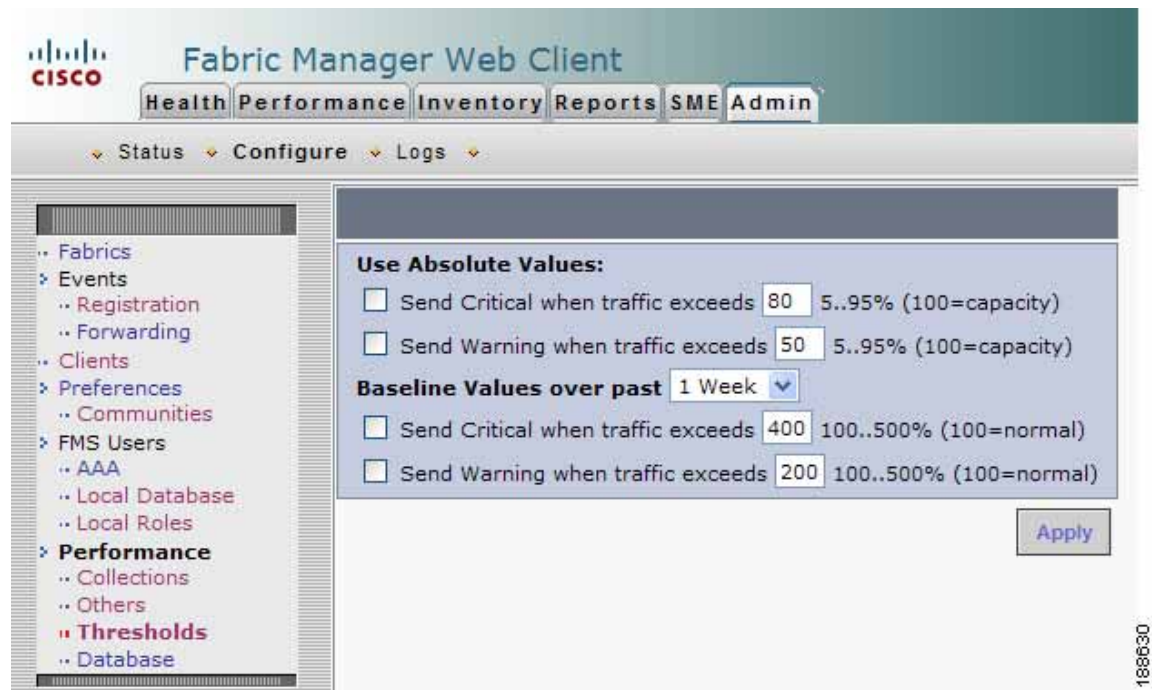 CISCO
Fabric Manager Web Client
Health Performance Inventory Reports SME Admin
Status Configure Logs
Fabrics
Events
Registration
Forwarding
Clients
Preferences
Communities
FMS Users
AAA
Local Database
Local Roles
Performance
Collections
Others
Thresholds
Database
Use Absolute Values:
Send Critical when traffic exceeds 80 5..95% (100=capacity)
Send Warning when traffic exceeds 50 5..95% (100=capacity)
Baseline Values over past 1 Week
Send Critical when traffic exceeds 400 100..500% (100=normal)
Send Warning when traffic exceeds 200 100..500% (100=normal)
Apply
188630